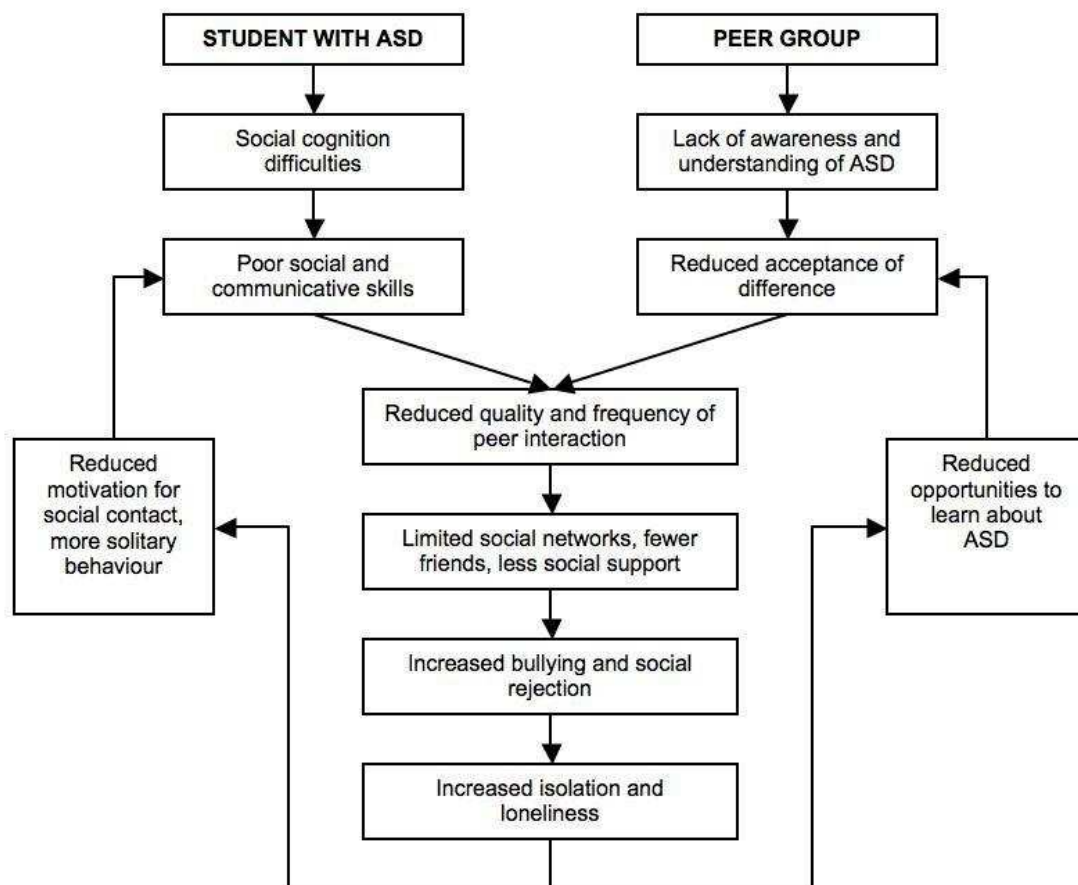 STUDENT WITH ASD
PEER GROUP
Social cognition
difficulties
Lack of awareness and
understanding of ASD
Poor social and
communicative skills
Reduced acceptance of
difference
Reduced quality and frequency of
peer interaction
Reduced
motivation for
social contact,
more solitary
behaviour
Reduced
opportunities to
learn about
ASD
Limited social networks, fewer
friends, less social support
Increased bullying and social
rejection
Increased isolation and
loneliness